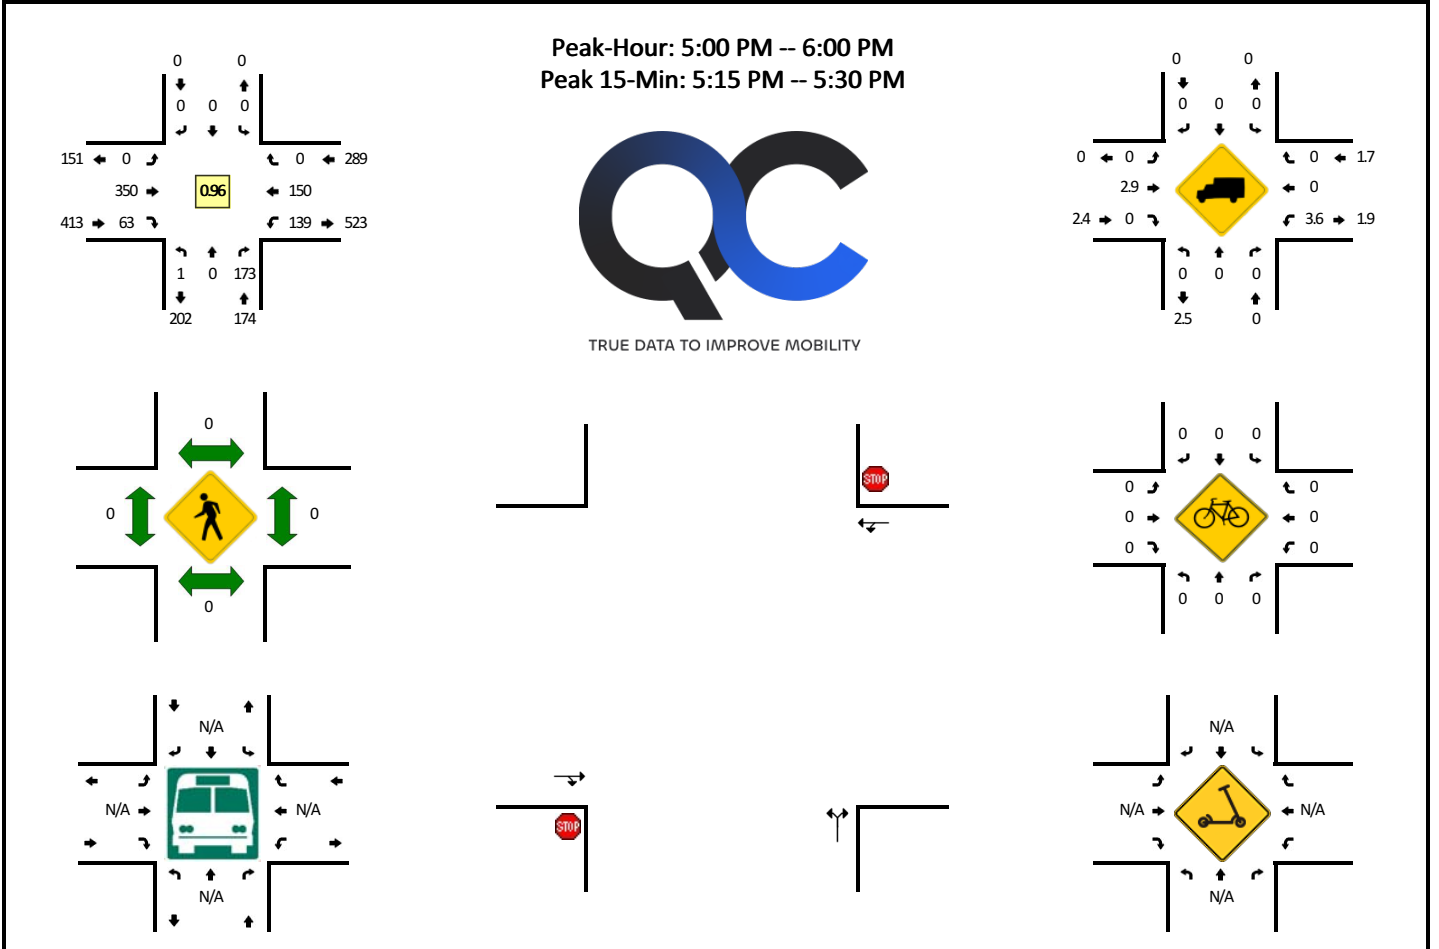 Peak-Hour: 5:00 PM -- 6:00 PM
Peak 15-Min: 5:15 PM -- 5:30 PM
0 0
0 0 0
151 0 0 289
350 0.96 150
413 63 139 523
1 0 173
202 174
QC
TRUE DATA TO IMPROVE MOBILITY
0 0
0 0 0
0 0 0 1.7
2.9 0
2.4 0 3.6 1.9
0 0 0
2.5 0
0
0 0
0
STOP
STOP
0 0 0
0 0
0 0
0 0
0 0 0
N/A
N/A N/A
N/A
N/A
N/A N/A
N/A